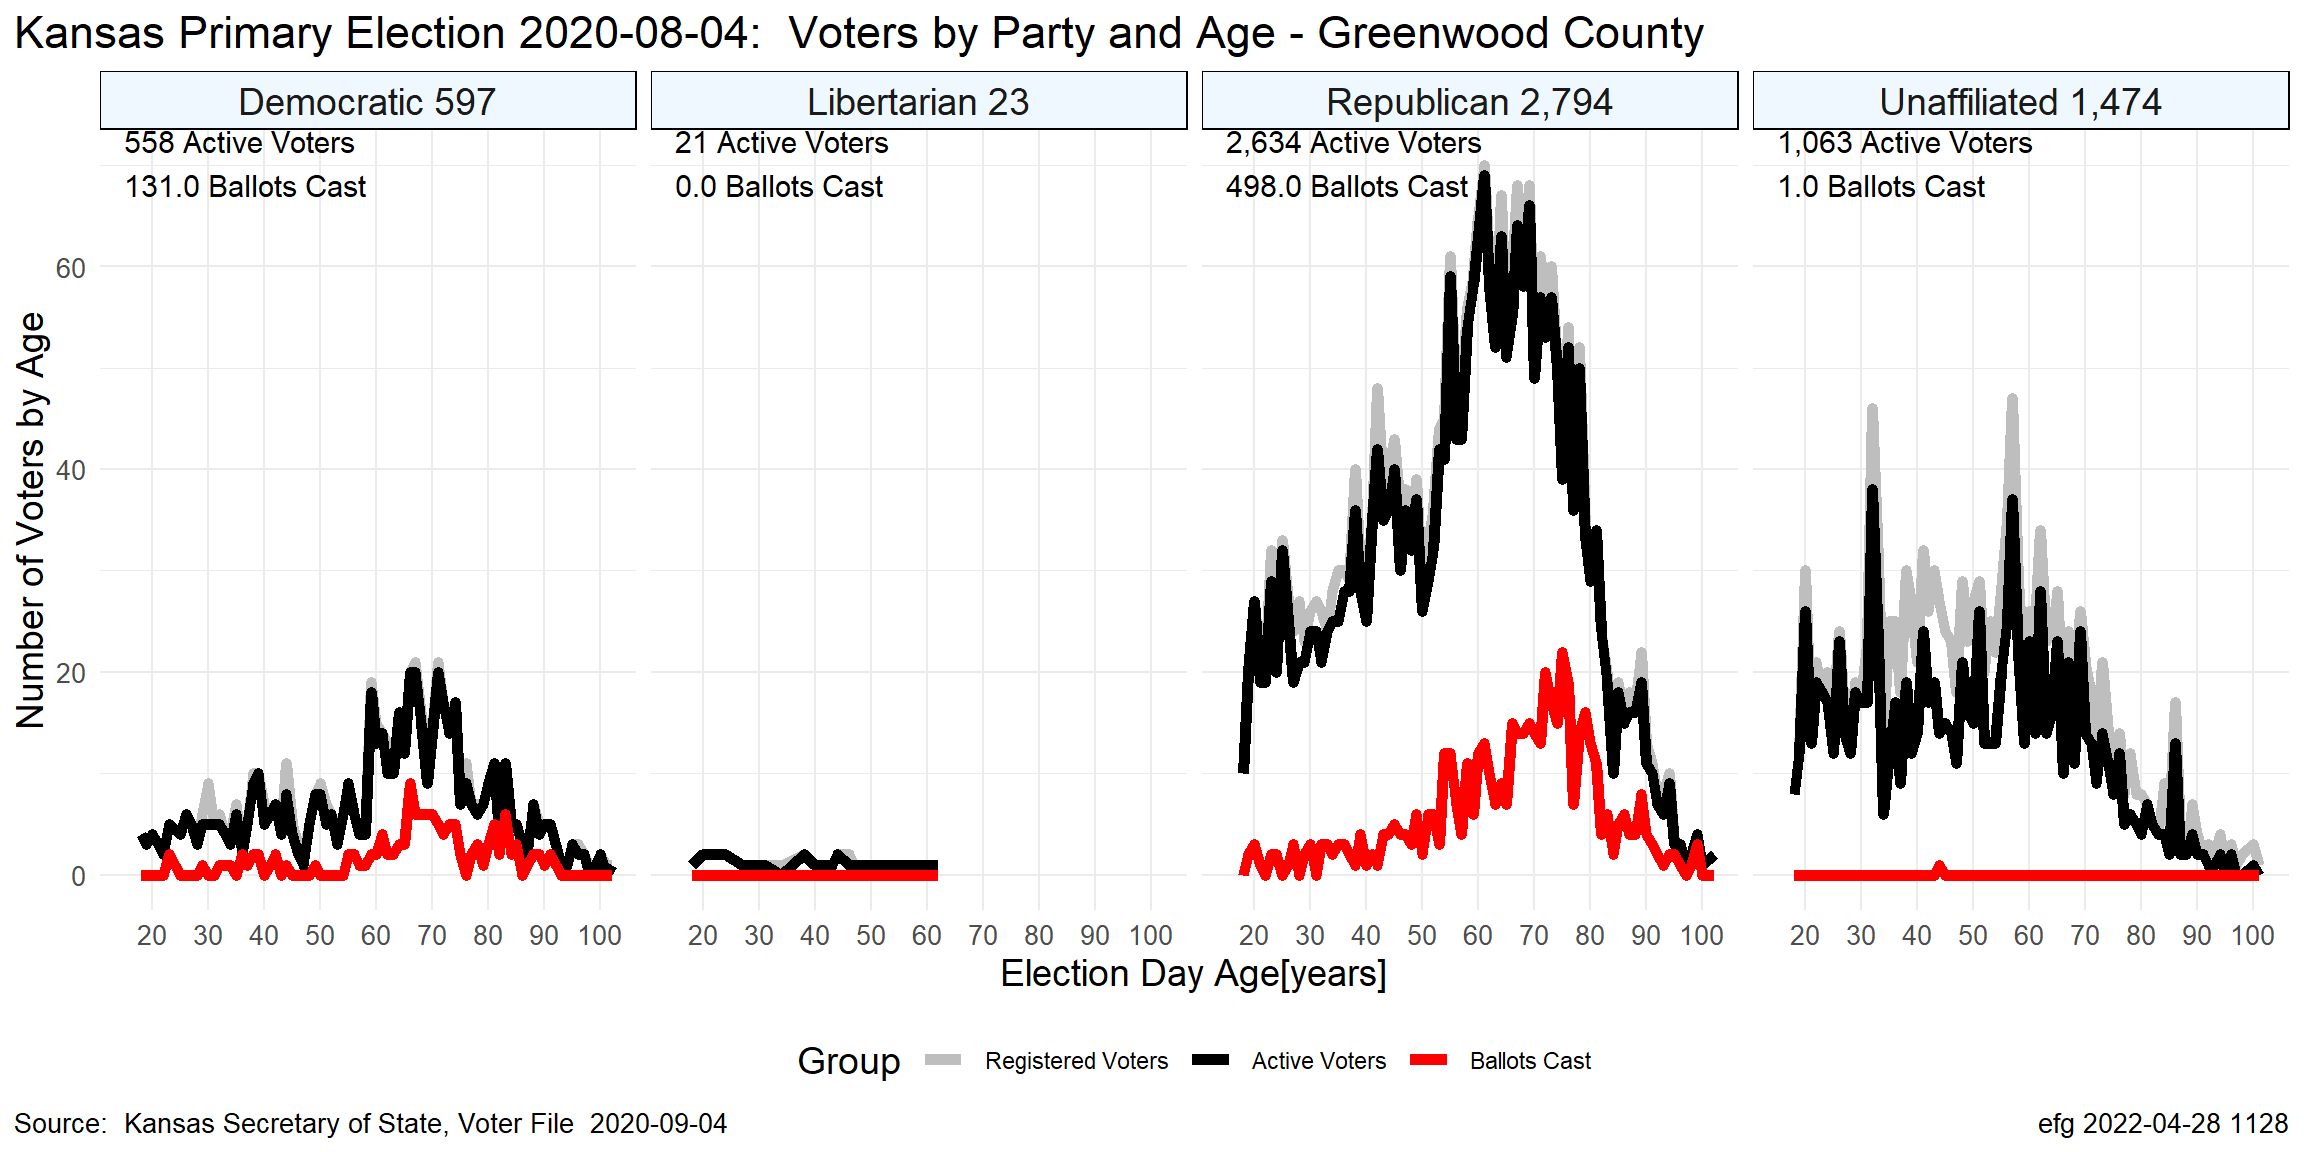 Kansas Primary Election 2020-08-04:  Voters by Party and Age - Greenwood County
Democratic 597
Libertarian 23
Republican 2,794
Unaffiliated 1,474
558 Active Voters
131.0 Ballots Cast
21 Active Voters
0.0 Ballots Cast
2,634 Active Voters
498.0 Ballots Cast
1,063 Active Voters
1.0 Ballots Cast
Number of Voters by Age
60
40
20
0
20 30 40 50 60 70 80 90 100
20 30 40 50 60 70 80 90 100
20 30 40 50 60 70 80 90 100
20 30 40 50 60 70 80 90 100
Election Day Age[years]
Group Registered Voters Active Voters Ballots Cast
Source:  Kansas Secretary of State, Voter File  2020-09-04
efg 2022-04-28 1128